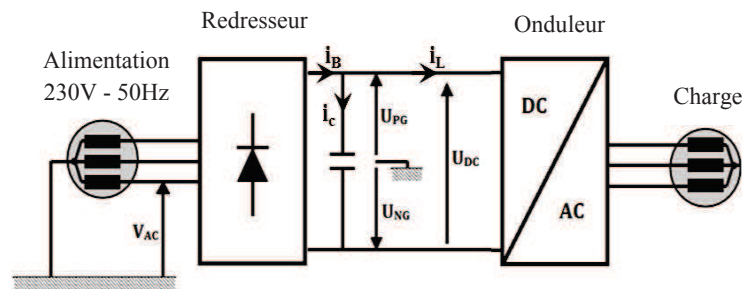 Redresseur
Onduleur
Alimentation
230V - 50Hz
Charge
i_B
i_L
i_c
U_PG
U_DC
U_NG
V_AC
DC
AC